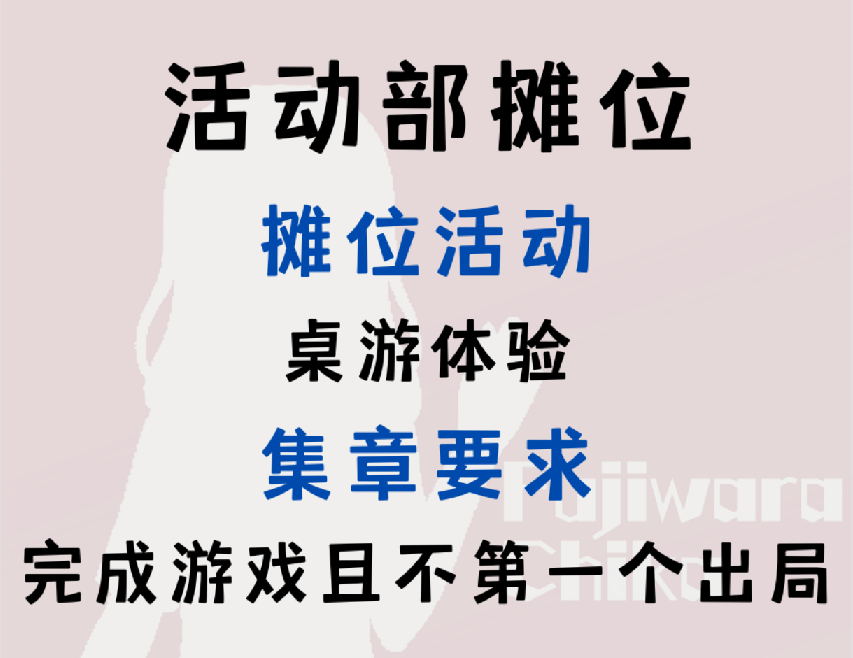 活动部摊位
摊位活动
桌游体验
集章要求
Fujiwara
完成游戏且不第一个出局
Chika